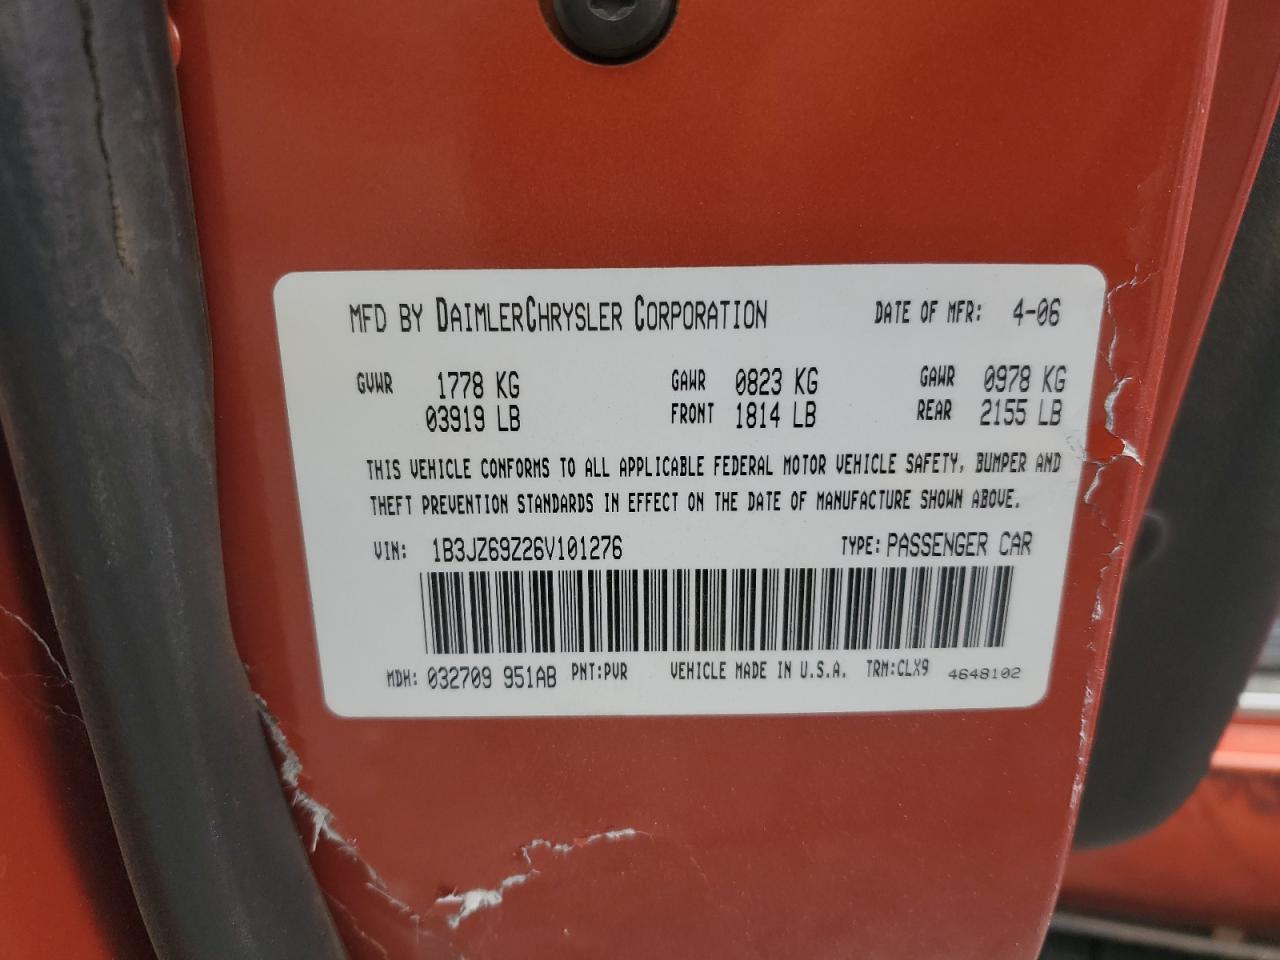 MFD BY DAIMLERCHRYSLER CORPORATION DATE OF MFR: 4-06
GVWR 1778 KG GAWR 0823 KG GAWR 0978 KG
03919 LB FRONT 1814 LB REAR 2155 LB
THIS VEHICLE CONFORMS TO ALL APPLICABLE FEDERAL MOTOR VEHICLE SAFETY, BUMPER AND
THEFT PREVENTION STANDARDS IN EFFECT ON THE DATE OF MANUFACTURE SHOWN ABOVE.
VIN: 1B3JZ69Z26V101276 TYPE: PASSENGER CAR
MDH: 032709 951AB PNT:PVR VEHICLE MADE IN U.S.A. TRM:CLX9 4648102